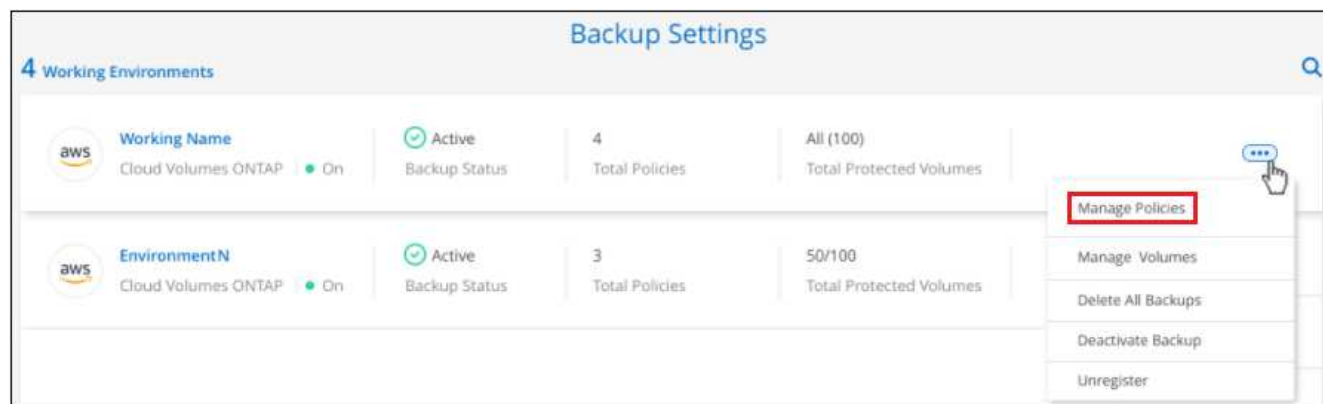 Backup Settings
4 Working Environments
aws
Working Name
Cloud Volumes ONTAP On
Active
Backup Status
4
Total Policies
All (100)
Total Protected Volumes
Manage Policies
Manage Volumes
Delete All Backups
Deactivate Backup
Unregister
aws
EnvironmentN
Cloud Volumes ONTAP On
Active
Backup Status
3
Total Policies
50/100
Total Protected Volumes